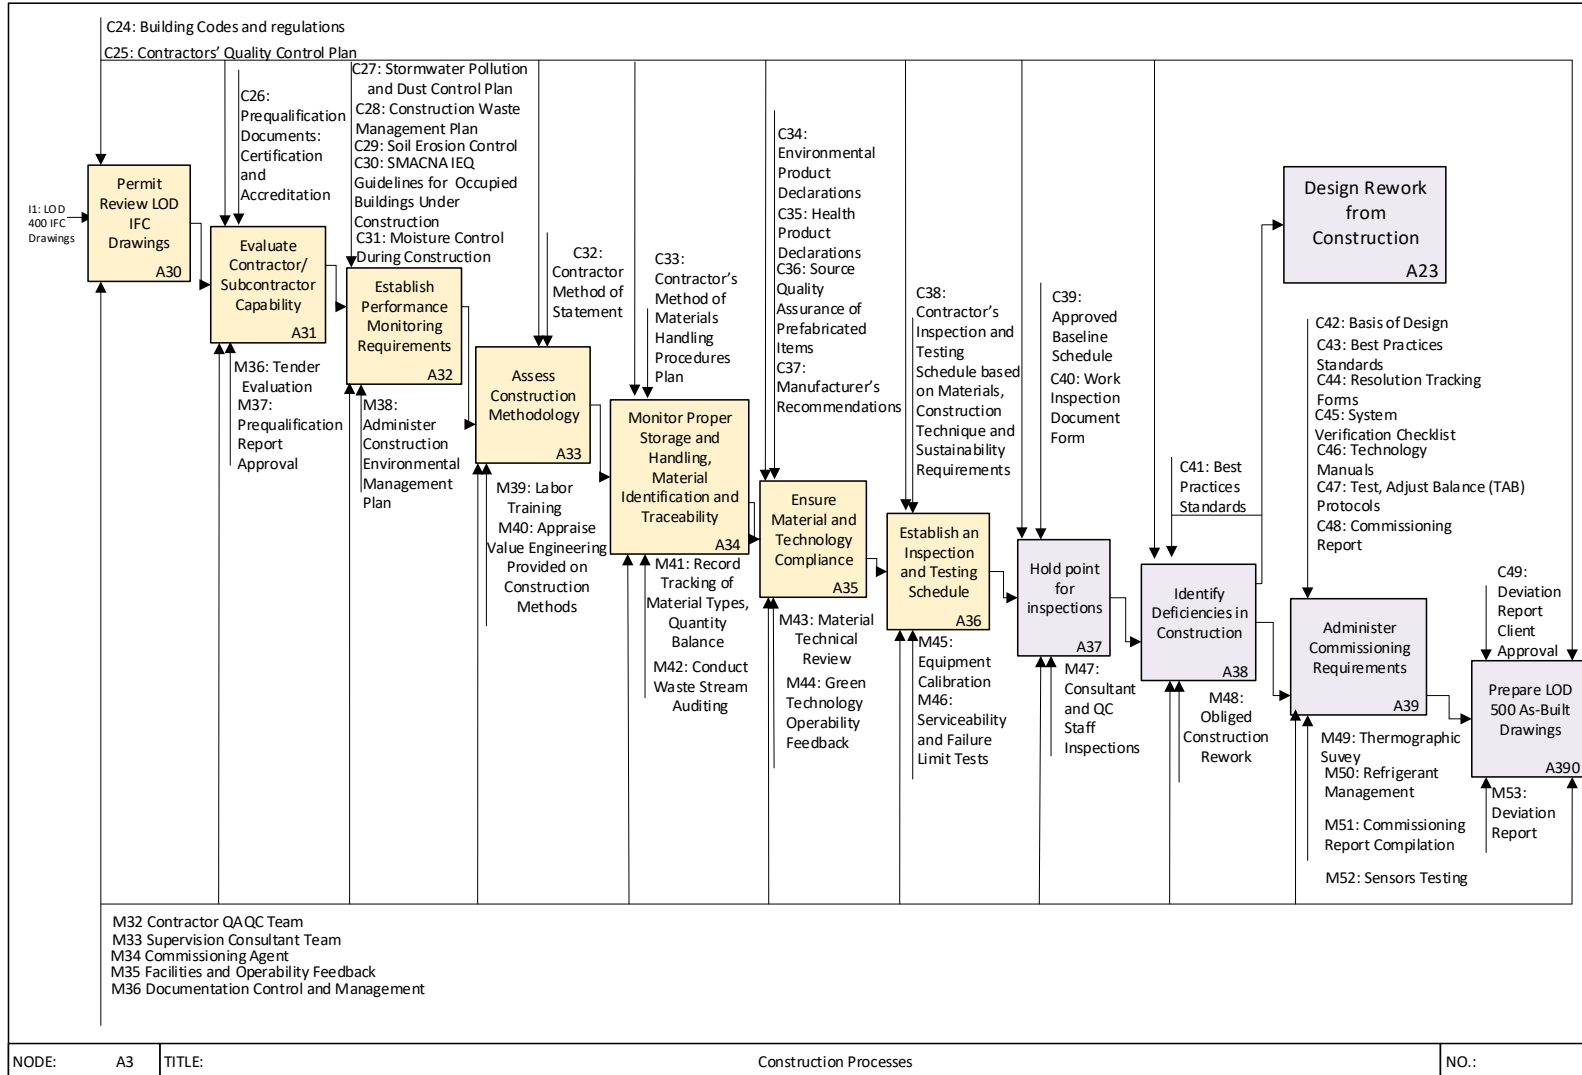 C24: Building Codes and regulations
C25: Contractors’ Quality Control Plan
C26:
Prequalification
Documents:
Certification
and
Accreditation
C27: Stormwater Pollution
and Dust Control Plan
C28: Construction Waste
Management Plan
C29: Soil Erosion Control
C30: SMACNA IEQ
Guidelines for Occupied
Buildings Under
Construction
C31: Moisture Control
During Construction
C32:
Contractor
Method of
Statement
C33:
Contractor’s
Method of
Materials
Handling
Procedures
Plan
C34:
Environmental
Product
Declarations
C35: Health
Product
Declarations
C36: Source
Quality
Assurance of
Prefabricated
Items
C37:
Manufacturer’s
Recommendations
C38:
Contractor’s
Inspection and
Testing
Schedule based
on Materials,
Construction
Technique and
Sustainability
Requirements
C39:
Approved
Baseline
Schedule
C40: Work
Inspection
Document
Form
C41: Best
Practices
Standards
C42: Basis of Design
C43: Best Practices
Standards
C44: Resolution Tracking
Forms
C45: System
Verification Checklist
C46: Technology
Manuals
C47: Test, Adjust Balance (TAB)
Protocols
C48: Commissioning
Report
C49:
Deviation
Report
Client
Approval
I1: LOD
400 IFC
Drawings
Permit
Review LOD
IFC
Drawings
A30
Evaluate
Contractor/
Subcontractor
Capability
A31
Establish
Performance
Monitoring
Requirements
A32
Assess
Construction
Methodology
A33
Monitor Proper
Storage and
Handling,
Material
Identification and
Traceability
A34
Ensure
Material and
Technology
Compliance
A35
Establish an
Inspection
and Testing
Schedule
A36
Hold point
for
inspections
A37
Identify
Deficiencies in
Construction
A38
Design Rework
from
Construction
A23
Administer
Commissioning
Requirements
A39
Prepare LOD
500 As-Built
Drawings
A390
M36: Tender
Evaluation
M37:
Prequalification
Report
Approval
M38:
Administer
Construction
Environmental
Management
Plan
M39: Labor
Training
M40: Appraise
Value Engineering
Provided on
Construction
Methods
M41: Record
Tracking of
Material Types,
Quantity
Balance
M42: Conduct
Waste Stream
Auditing
M43: Material
Technical
Review
M44: Green
Technology
Operability
Feedback
M45:
Equipment
Calibration
M46:
Serviceability
and Failure
Limit Tests
M47:
Consultant
and QC
Staff
Inspections
M48:
Obliged
Construction
Rework
M49: Thermographic
Suvey
M50: Refrigerant
Management
M51: Commissioning
Report Compilation
M52: Sensors Testing
M53:
Deviation
Report
M32 Contractor QAQC Team
M33 Supervision Consultant Team
M34 Commissioning Agent
M35 Facilities and Operability Feedback
M36 Documentation Control and Management
NODE: A3 TITLE: Construction Processes NO.: